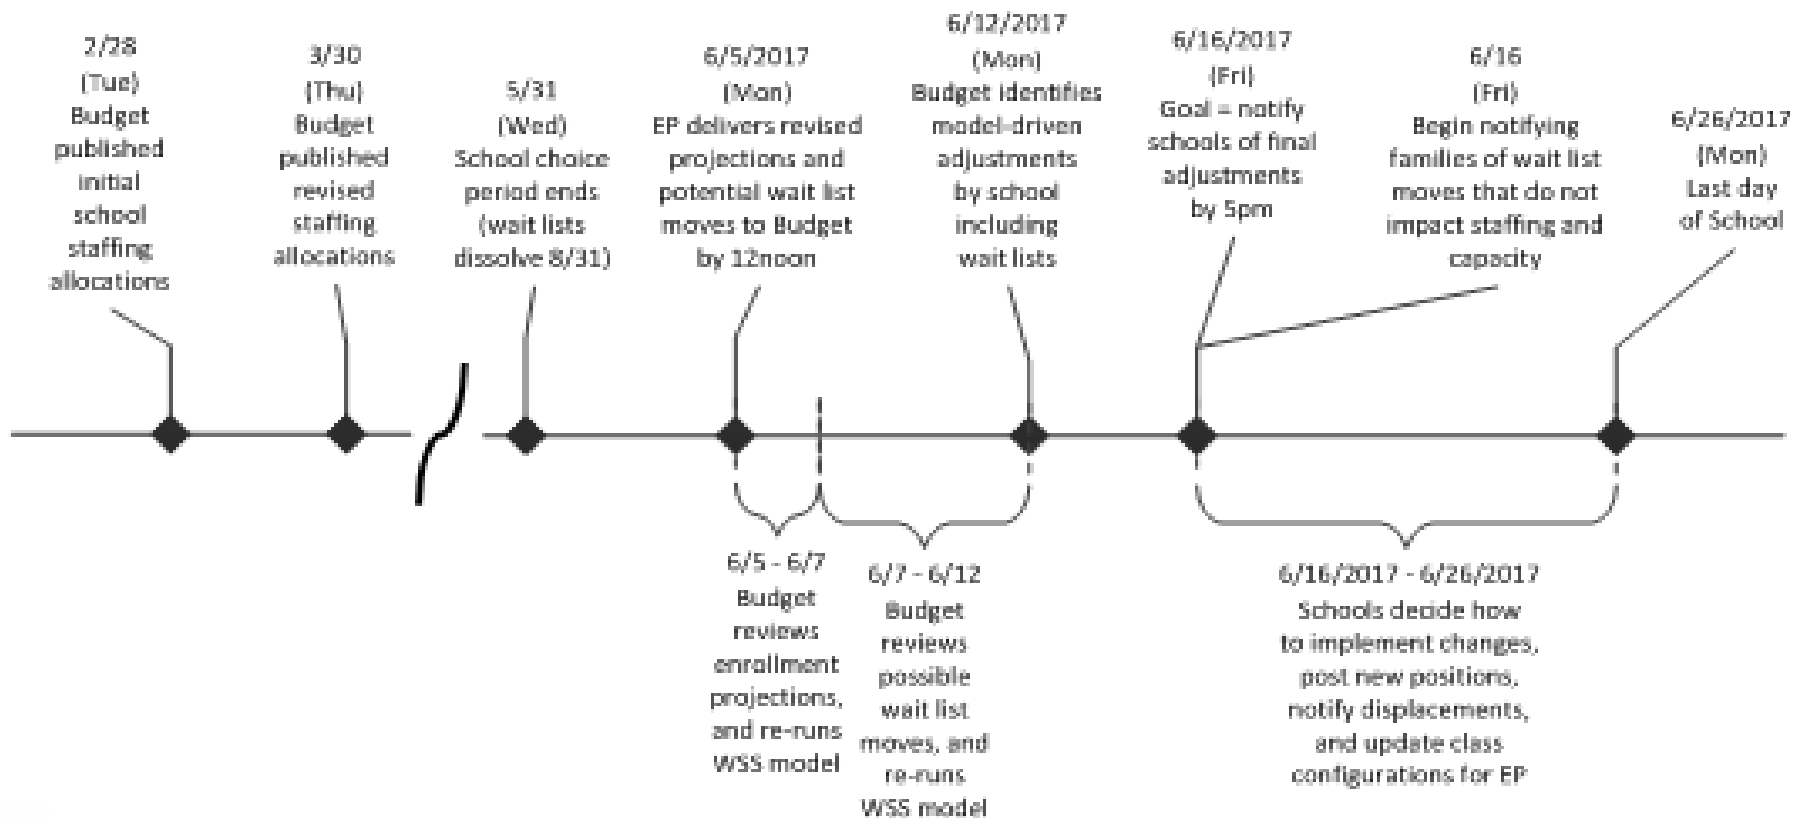 2/28
(Tue)
Budget
published
initial
school
staffing
allocations
3/30
(Thu)
Budget
published
revised
staffing
allocations
5/31
(Wed)
School choice
period ends
(wait lists
dissolve 8/31)
6/5/2017
(Mon)
EP delivers revised
projections and
potential wait list
moves to Budget
by 12noon
6/12/2017
(Mon)
Budget identifies
model-driven
adjustments
by school
including
wait lists
6/16/2017
(Fri)
Goal = notify
schools of final
adjustments
by 5pm
6/16
(Fri)
Begin notifying
families of wait list
moves that do not
impact staffing and
capacity
6/26/2017
(Mon)
Last day
of School
6/5 - 6/7
Budget
reviews
enrollment
projections,
and re-runs
WSS model
6/7 - 6/12
Budget
reviews
possible
wait list
moves, and
re-runs
WSS model
6/16/2017 - 6/26/2017
Schools decide how
to implement changes,
post new positions,
notify displacements,
and update class
configurations for EP